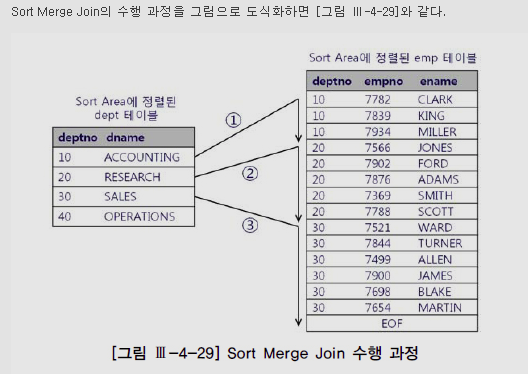 Sort Merge Join의 수행 과정을 그림으로 도식화하면 [그림 Ⅲ-4-29]와 같다.
Sort Area에 정렬된
dept 테이블
deptno dname
10 ACCOUNTING
20 RESEARCH
30 SALES
40 OPERATIONS
①
②
③
Sort Area에 정렬된 emp 테이블
deptno empno ename
10 7782 CLARK
10 7839 KING
10 7934 MILLER
20 7566 JONES
20 7902 FORD
20 7876 ADAMS
20 7369 SMITH
20 7788 SCOTT
30 7521 WARD
30 7844 TURNER
30 7499 ALLEN
30 7900 JAMES
30 7698 BLAKE
30 7654 MARTIN
EOF
[그림 Ⅲ-4-29] Sort Merge Join 수행 과정